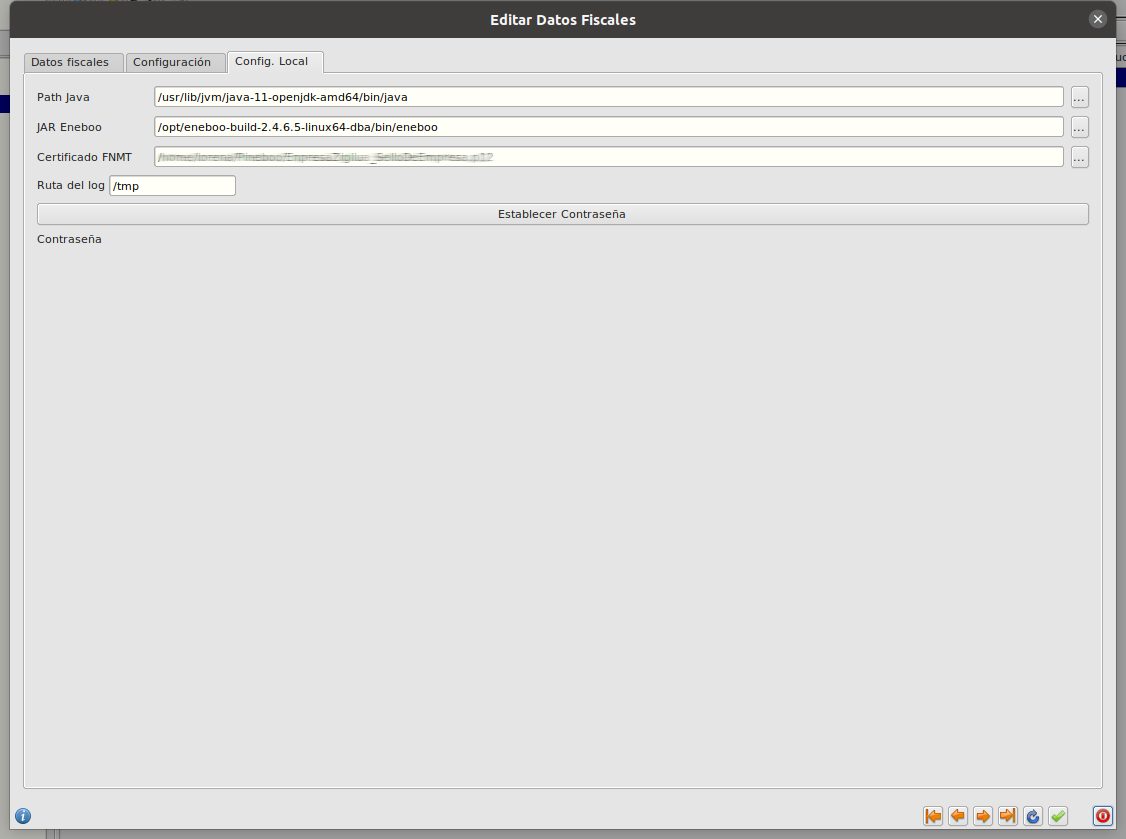 Editar Datos Fiscales
Datos fiscales
Configuración
Config. Local
Path Java
/usr/lib/jvm/java-11-openjdk-amd64/bin/java
...
JAR Eneboo
/opt/eneboo-build-2.4.6.5-linux64-dba/bin/eneboo
...
Certificado FNMT
...
Ruta del log
/tmp
Establecer Contraseña
Contraseña